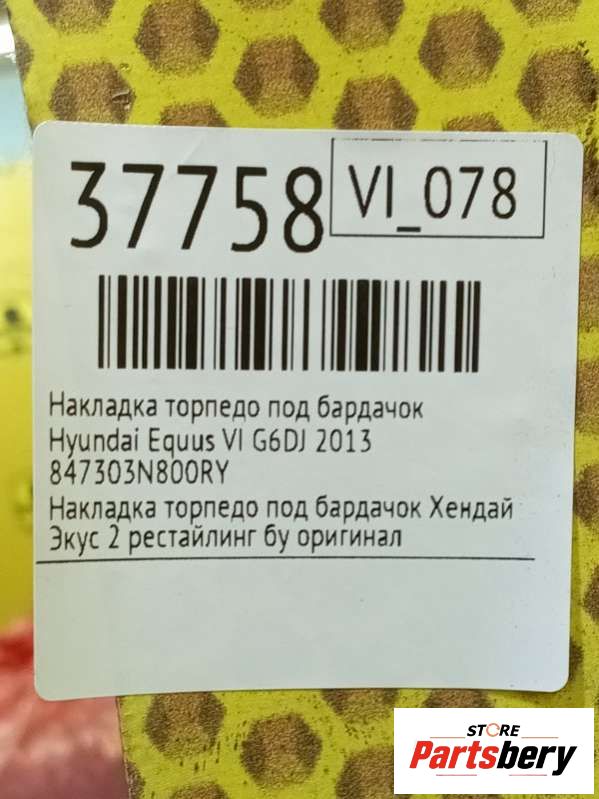 37758
VI_078
Накладка торпедо под бардачок
Hyundai Equus VI G6DJ 2013
847303N800RY
Накладка торпедо под бардачок Хендай
Экус 2 рестайлинг бу оригинал
STORE
Partsbery